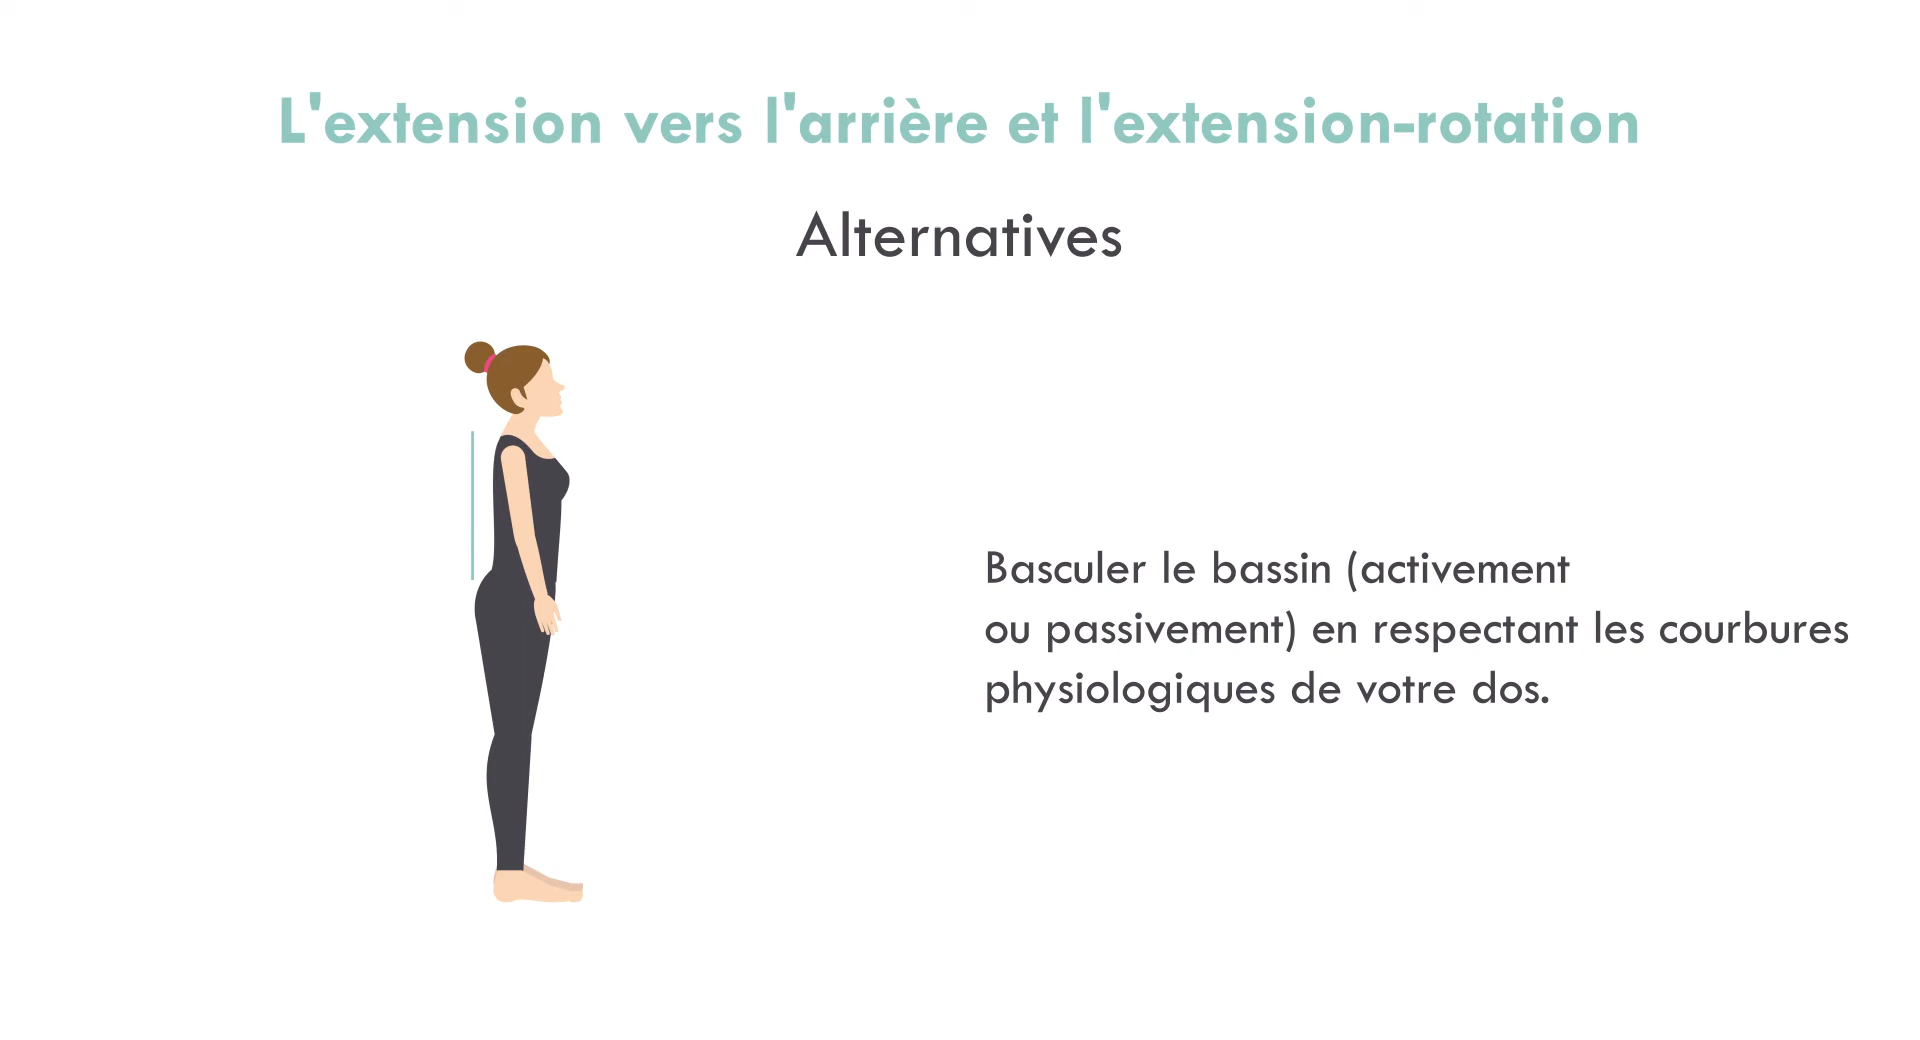 L'extension vers l'arrière et l'extension-rotation
Alternatives
Basculer le bassin (activement
ou passivement) en respectant les courbures
physiologiques de votre dos.